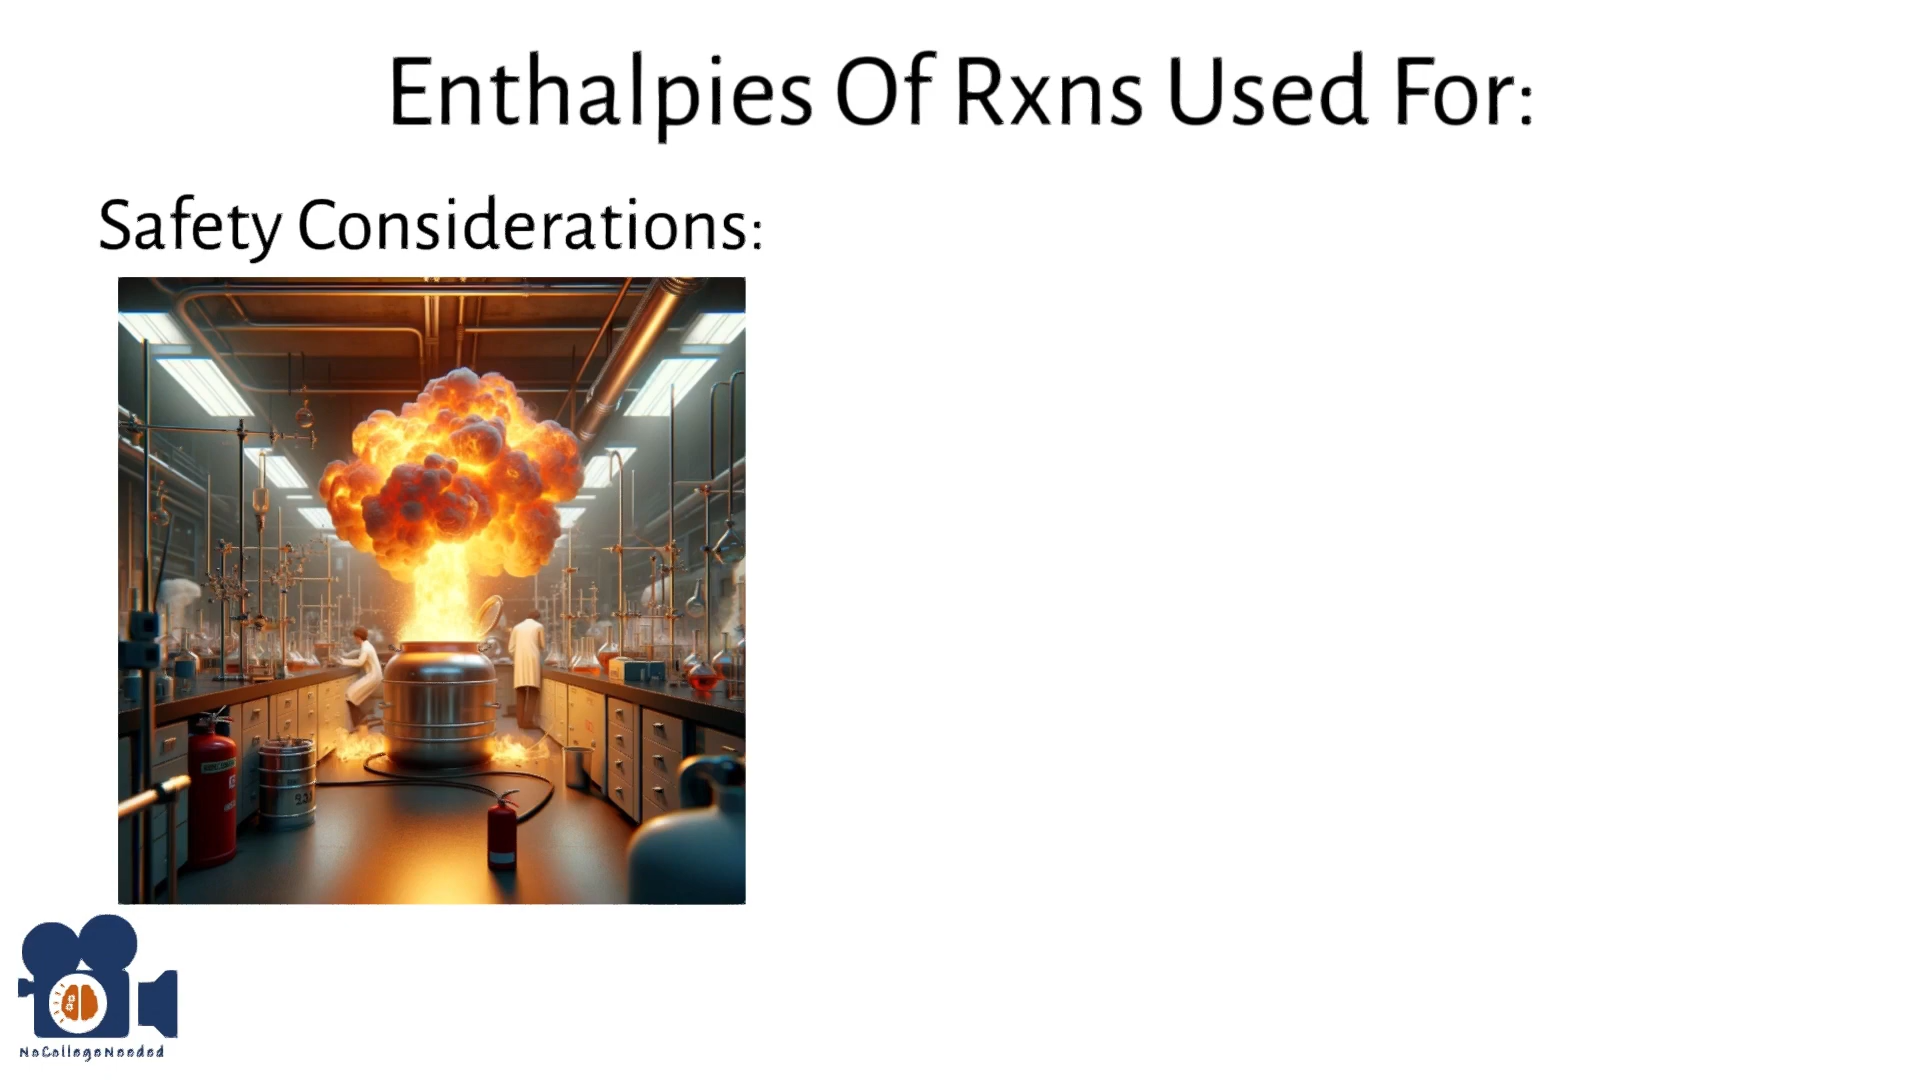 Enthalpies Of Rxns Used For:
Safety Considerations:
NoCollegeNeeded